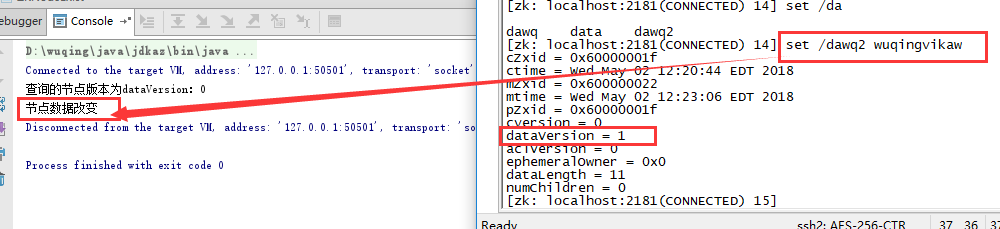 ebugger
Console
D:\wuqing\java\jdkaz\bin\java ...
Connected to the target VM, address: '127.0.0.1:50501', transport: 'socket'
查询的节点版本为dataVersion: 0
节点数据改变
Disconnected from the target VM, address: '127.0.0.1:50501', transport: 'so
Process finished with exit code 0
[zk: localhost:2181(CONNECTED) 14] set /da
dawq data dawq2
[zk: localhost:2181(CONNECTED) 14] set /dawq2 wuqingvikaw
cZxid = 0x60000001f
ctime = Wed May 02 12:20:44 EDT 2018
mZxid = 0x600000022
mtime = Wed May 02 12:23:06 EDT 2018
pZxid = 0x60000001f
cversion = 0
dataVersion = 1
aclVersion = 0
ephemeralOwner = 0x0
dataLength = 11
numChildren = 0
[zk: localhost:2181(CONNECTED) 15]
Ready ssh2: AES-256-CTR 37, 36